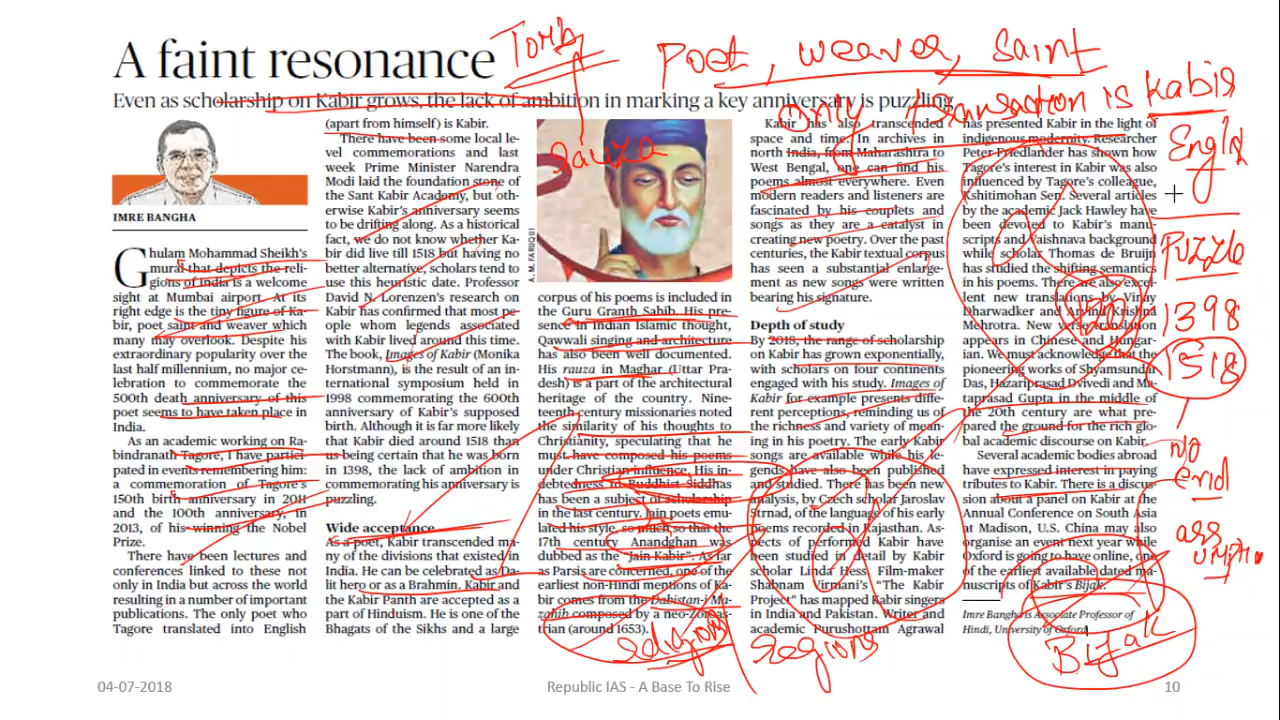 A faint resonance
Even as scholarship on Kabir grows, the lack of ambition in marking a key anniversary is puzzling
Tomb
Poet, weaver, saint
Only translation is Kabir
English
+
Puzzle
1398
1518
No
end
rauza
IMRE BANGHA
Ghulam Mohammad Sheikh's
mural that depicts the reli-
gions of India is a welcome
sight at Mumbai airport. At its
right edge is the tiny figure of Ka-
bir, poet saint and weaver which
many may overlook. Despite his
extraordinary popularity over the
last half millennium, no major ce-
lebration to commemorate the
500th death anniversary of this
poet seems to have taken place in
India.
As an academic working on Ra-
bindranath Tagore, I have partici-
pated in events remembering him:
a commemoration of Tagore's
150th birth anniversary in 2011
and the 100th anniversary, in
2013, of his winning the Nobel
Prize.
There have been lectures and
conferences linked to these not
only in India but across the world
resulting in a number of important
publications. The only poet who
Tagore translated into English
(apart from himself) is Kabir.
There have been some local le-
vel commemorations and last
week Prime Minister Narendra
Modi laid the foundation stone of
the Sant Kabir Academy, but oth-
erwise Kabir's anniversary seems
to be drifting along. As a historical
fact, we do not know whether Ka-
bir did live till 1518 but having no
better alternative, scholars tend to
use this heuristic date. Professor
David N. Lorenzen's research on
Kabir has confirmed that most pe-
ople whom legends associated
with Kabir lived around this time.
The book, Images of Kabir (Monika
Horstmann), is the result of an in-
ternational symposium held in
1998 commemorating the 600th
anniversary of Kabir's supposed
birth. Although it is far more likely
that Kabir died around 1518 than
us being certain that he was born
in 1398, the lack of ambition in
commemorating his anniversary is
puzzling.
Wide acceptance
As a poet, Kabir transcended ma-
ny of the divisions that existed in
India. He can be celebrated as Da-
lit hero or as a Brahmin. Kabir and
the Kabir Panth are accepted as a
part of Hinduism. He is one of the
Bhagats of the Sikhs and a large
A. M. FARUQUI
corpus of his poems is included in
the Guru Granth Sahib. His pre-
sence in Indian Islamic thought,
Qawwali singing and architecture
has also been well documented.
His rauza in Maghar (Uttar Pra-
desh) is a part of the architectural
heritage of the country. Nine-
teenth century missionaries noted
the similarity of his thoughts to
Christianity, speculating that he
must have composed his poems
under Christian influence. His in-
debtedness to Buddhist Siddhas
has been a subject of scholarship
in the last century. Jain poets emu-
lated his style, so much so that the
17th century Anandghan was
dubbed as the "Jain Kabir". As far
as Parsis are concerned, one of the
earliest non-Hindi mentions of Ka-
bir comes from the Dabistan-i Ma-
zahib composed by a neo-Zoroas-
trian (around 1653).
Kabir has also transcended
space and time. In archives in
north India, from Maharashtra to
West Bengal, one can find his
poems almost everywhere. Even
modern readers and listeners are
fascinated by his couplets and
songs as they are a catalyst in
creating new poetry. Over the past
centuries, the Kabir textual corpus
has seen a substantial enlarge-
ment as new songs were written
bearing his signature.
Depth of study
By 2018, the range of scholarship
on Kabir has grown exponentially,
with scholars on four continents
engaged with his study. Images of
Kabir for example presents diffe-
rent perceptions, reminding us of
the richness and variety of mean-
ing in his poetry. The early Kabir
songs are available while his le-
gends have also been published
and studied. There has been new
analysis, by Czech scholar Jaroslav
Strnad, of the language of his early
poems recorded in Rajasthan. As-
pects of performed Kabir have
been studied in detail by Kabir
scholar Linda Hess. Film-maker
Shabnam Virmani's "The Kabir
Project" has mapped Kabir singers
in India and Pakistan. Writer and
academic Purushottam Agrawal
has presented Kabir in the light of
indigenous modernity. Researcher
Peter Friedlander has shown how
Tagore's interest in Kabir was also
influenced by Tagore's colleague,
Kshitimohan Sen. Several articles
by the academic Jack Hawley have
been devoted to Kabir's manu-
scripts and Vaishnava background
while scholar Thomas de Bruijn
has studied the shifting semantics
in his poems. There are also excel-
lent new translations by Vinay
Dharwadker and Arvind Krishna
Mehrotra. New verse translation
appears in Chinese and Hungar-
ian. We must acknowledge that the
pioneering works of Shyamsundar
Das, Hazariprasad Dvivedi and Ma-
taprasad Gupta in the middle of
the 20th century are what pre-
pared the ground for the rich glo-
bal academic discourse on Kabir.
Several academic bodies abroad
have expressed interest in paying
tributes to Kabir. There is a discus-
sion about a panel on Kabir at the
Annual Conference on South Asia
at Madison, U.S. China may also
organise an event next year while
Oxford is going to have online, one
of the earliest available dated ma-
nuscripts of Kabir's Bijak.
Imre Bangha is Associate Professor of
Hindi, University of Oxford
religions
regions
Bijak
04-07-2018
Republic IAS - A Base To Rise
10